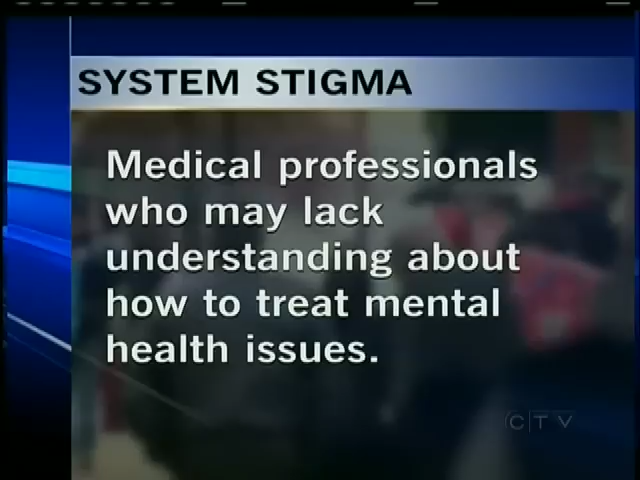 SYSTEM STIGMA
Medical professionals
who may lack
understanding about
how to treat mental
health issues.
CTV